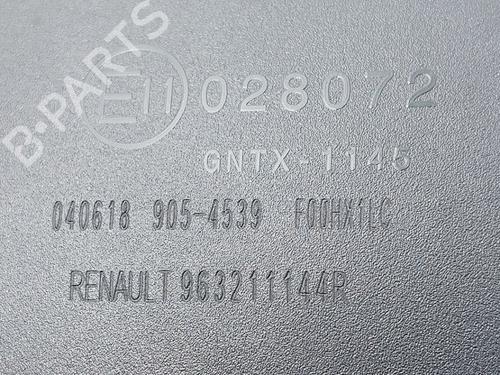 B-PARTS
E11 028072
GNTX-1145
040618 905-4539 F00HX1LC
RENAULT 963211144R